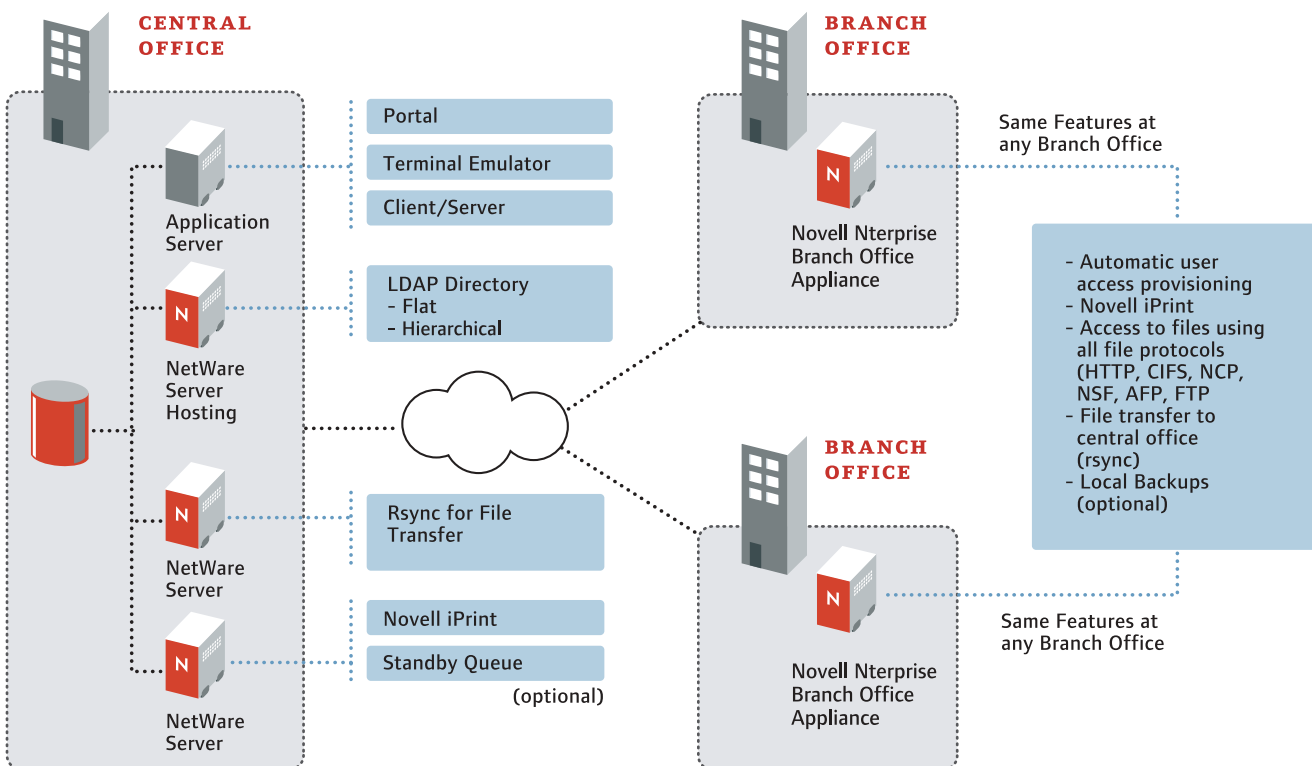 CENTRAL
OFFICE
Portal
Terminal Emulator
Client/Server
Application
Server
LDAP Directory
- Flat
- Hierarchical
N
NetWare
Server
Hosting
Rsync for File
Transfer
N
NetWare
Server
Novell iPrint
Standby Queue
(optional)
N
NetWare
Server
BRANCH
OFFICE
N
Novell Nterprise
Branch Office
Appliance
Same Features at
any Branch Office
- Automatic user
access provisioning
- Novell iPrint
- Access to files using
all file protocols
(HTTP, CIFS, NCP,
NSF, AFP, FTP
- File transfer to
central office
(rsync)
- Local Backups
(optional)
BRANCH
OFFICE
N
Novell Nterprise
Branch Office
Appliance
Same Features at
any Branch Office